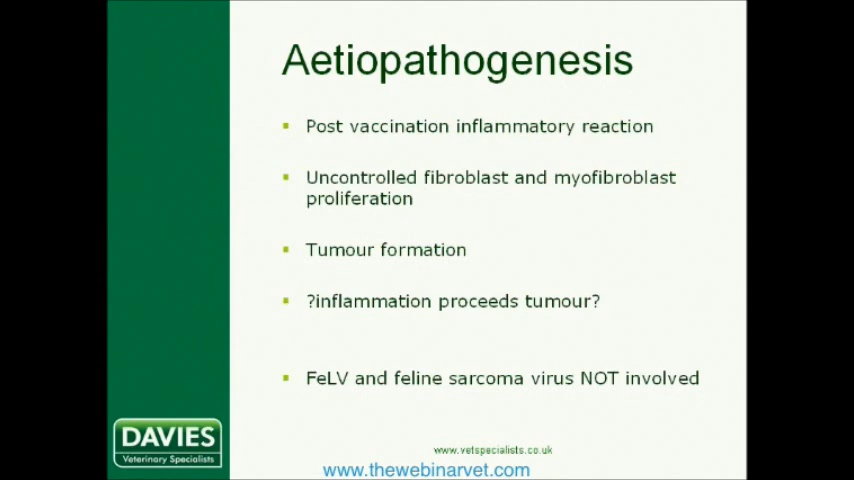 Aetiopathogenesis
Post vaccination inflammatory reaction
Uncontrolled fibroblast and myofibroblast
proliferation
Tumour formation
?inflammation proceeds tumour?
FeLV and feline sarcoma virus NOT involved
DAVIES
Veterinary Specialists
www.vetspecialists.co.uk
www.thewebinarvet.com